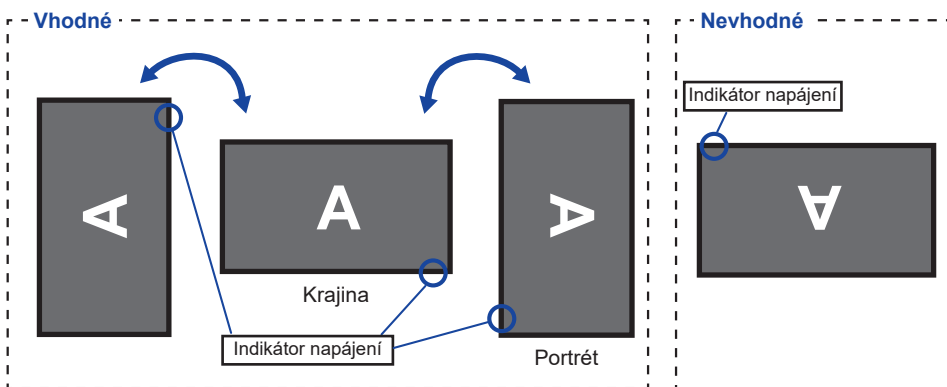 Vhodné
Nevhodné
Indikátor napájení
A
A
A
A
Krajina
Indikátor napájení
Portrét